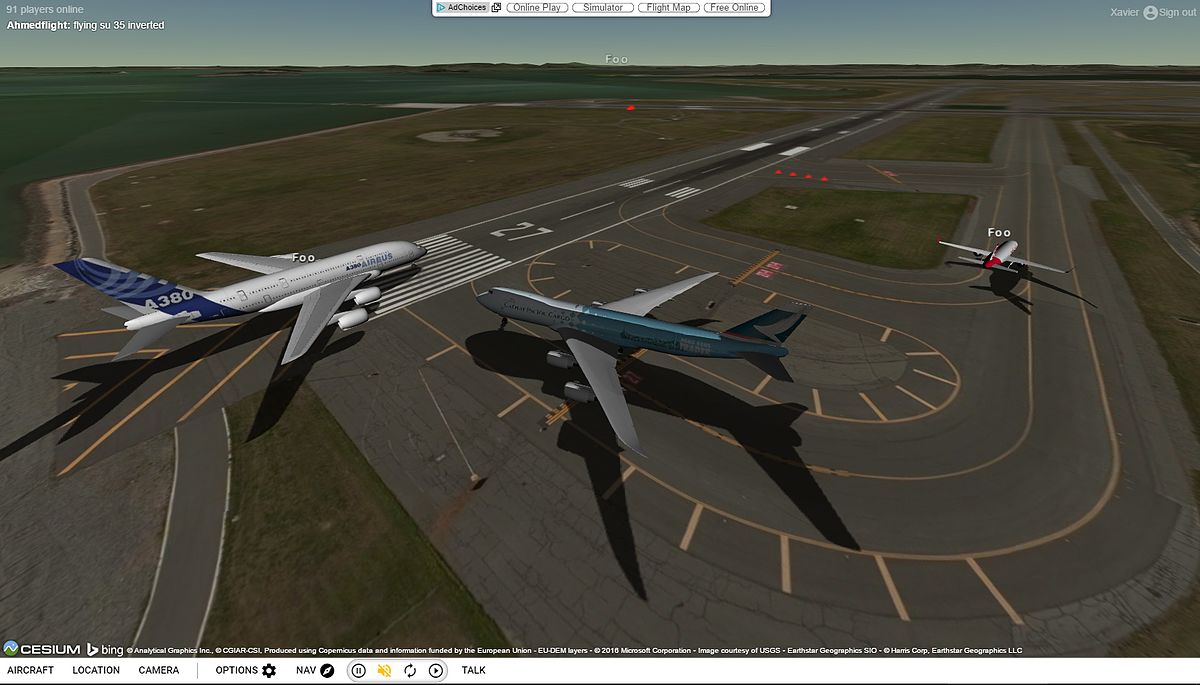 91 players online
Ahmedflight: flying su 35 inverted
AdChoices Online Play Simulator Flight Map Free Online
Xavier Sign out
Foo
27
Foo
Foo
A380 AIRBUS
A380
CATHAY PACIFIC CARGO
CESIUM bing © Analytical Graphics Inc., © CGIAR-CSI, Produced using Copernicus data and information funded by the European Union - EU-DEM layers - © 2016 Microsoft Corporation - Image courtesy of USGS - Earthstar Geographics SIO - © Harris Corp, Earthstar Geographics LLC
AIRCRAFT LOCATION CAMERA OPTIONS NAV TALK